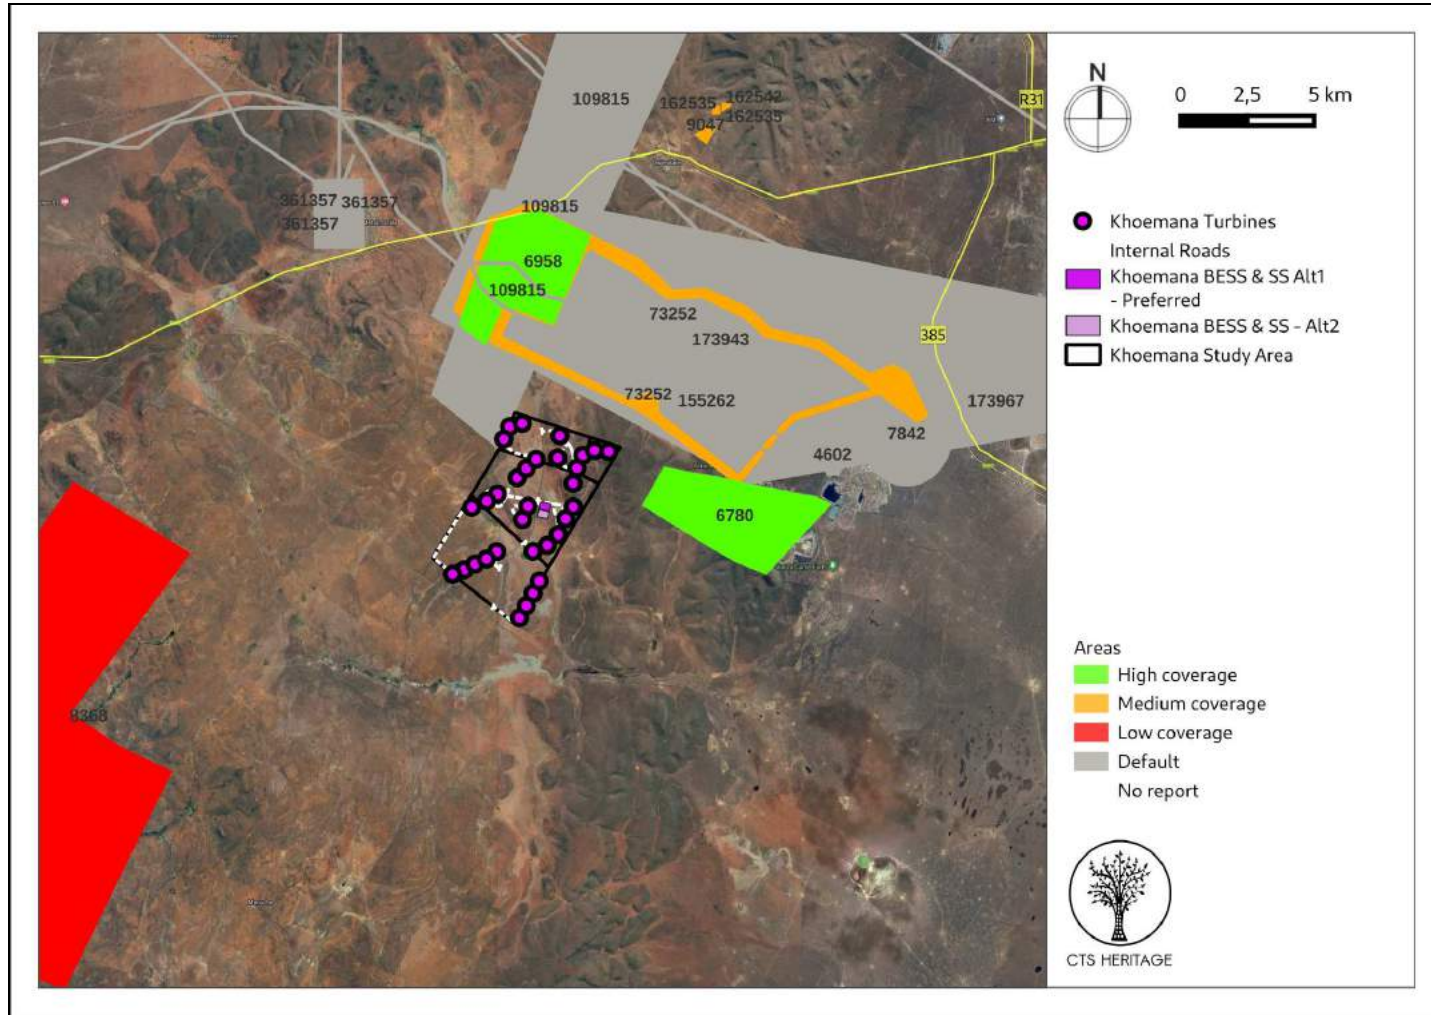 109815
162535
162542
162535
9047
R31
361357
361357
361357
109815
6958
109815
73252
173943
385
73252
155262
173967
7842
4602
6780
8368
N
0 2,5 5 km
Khoemana Turbines
Internal Roads
Khoemana BESS & SS Alt1
- Preferred
Khoemana BESS & SS - Alt2
Khoemana Study Area
Areas
High coverage
Medium coverage
Low coverage
Default
No report
CTS HERITAGE